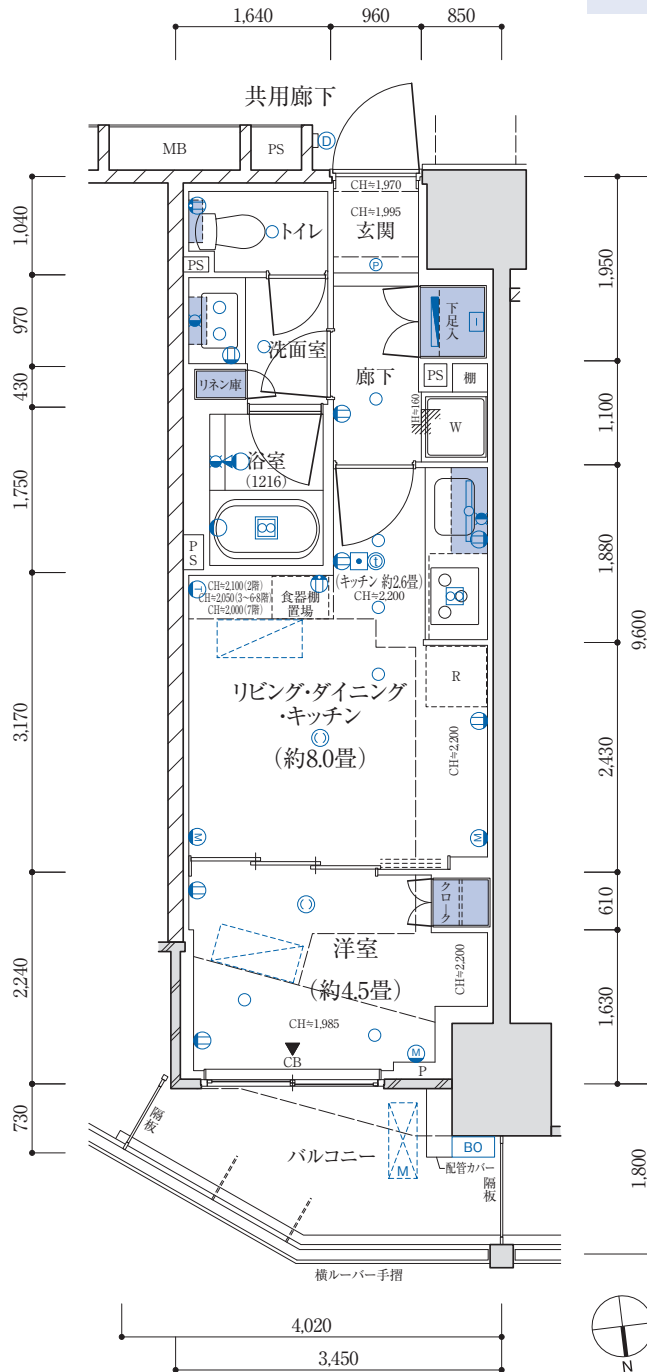 1,640 960 850
共用廊下
MB PS D
CH≒1,970
CH≒1,995
玄関
P
トイレ
PS
下足入
洗面室
廊下
リネン庫
PS 棚
CH≒160
W
浴室
(1216)
PS
T CH≒2,100(2階)
CH≒2,050(3〜6・8階)
CH≒2,000(7階)
食器棚
置場
t
(キッチン 約2.6畳)
CH≒2,200
R
リビング・ダイニング
・キッチン
(約8.0畳)
CH≒2,200
M M
クローク
洋室
(約4.5畳)
CH≒2,200
CH≒1,985
M
CB P
隔板
バルコニー
M
BO
配管カバー
隔板
横ルーバー手摺
1,040
970
430
1,750
3,170
2,240
730
1,950
1,100
1,880
2,430
610
1,630
9,600
1,800
4,020
3,450
N